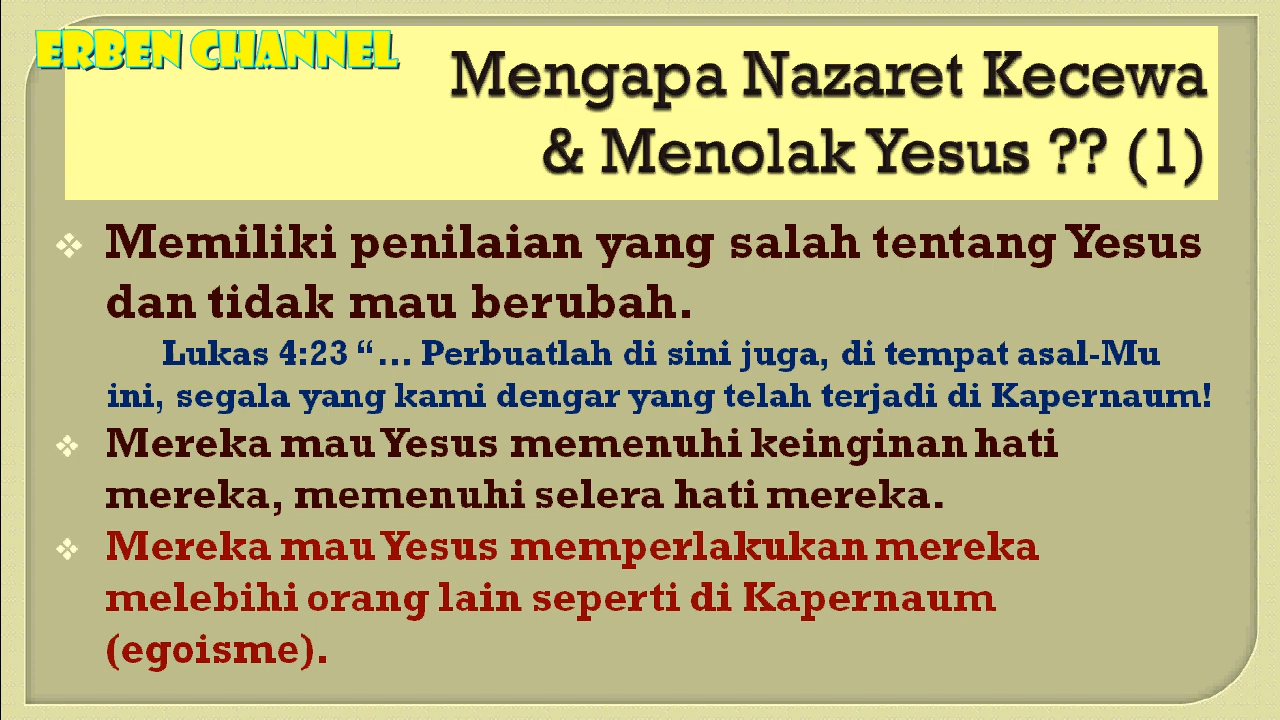 ERBEN CHANNEL
Mengapa Nazaret Kecewa
& Menolak Yesus ?? (1)
Memiliki penilaian yang salah tentang Yesus
dan tidak mau berubah.
Lukas 4:23 “... Perbuatlah di sini juga, di tempat asal-Mu
ini, segala yang kami dengar yang telah terjadi di Kapernaum!
Mereka mau Yesus memenuhi keinginan hati
mereka, memenuhi selera hati mereka.
Mereka mau Yesus memperlakukan mereka
melebihi orang lain seperti di Kapernaum
(egoisme).